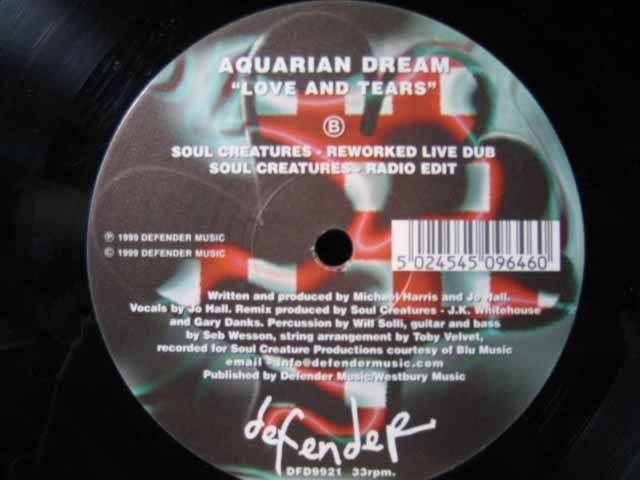 AQUARIAN DREAM
"LOVE AND TEARS"
B
SOUL CREATURES - REWORKED LIVE DUB
SOUL CREATURES - RADIO EDIT
℗ 1999 DEFENDER MUSIC
© 1999 DEFENDER MUSIC
5 024545 096460
Written and produced by Michael Harris and Jo Hall.
Vocals by Jo Hall. Remix produced by Soul Creatures - J.K. Whitehouse
and Gary Danks. Percussion by Will Solli, guitar and bass
by Seb Wesson, string arrangement by Toby Velvet,
recorded for Soul Creature Productions courtesy of Blu Music
email - info@defendermusic.com
Published by Defender Music/Westbury Music
defender
DFD9921 33rpm.